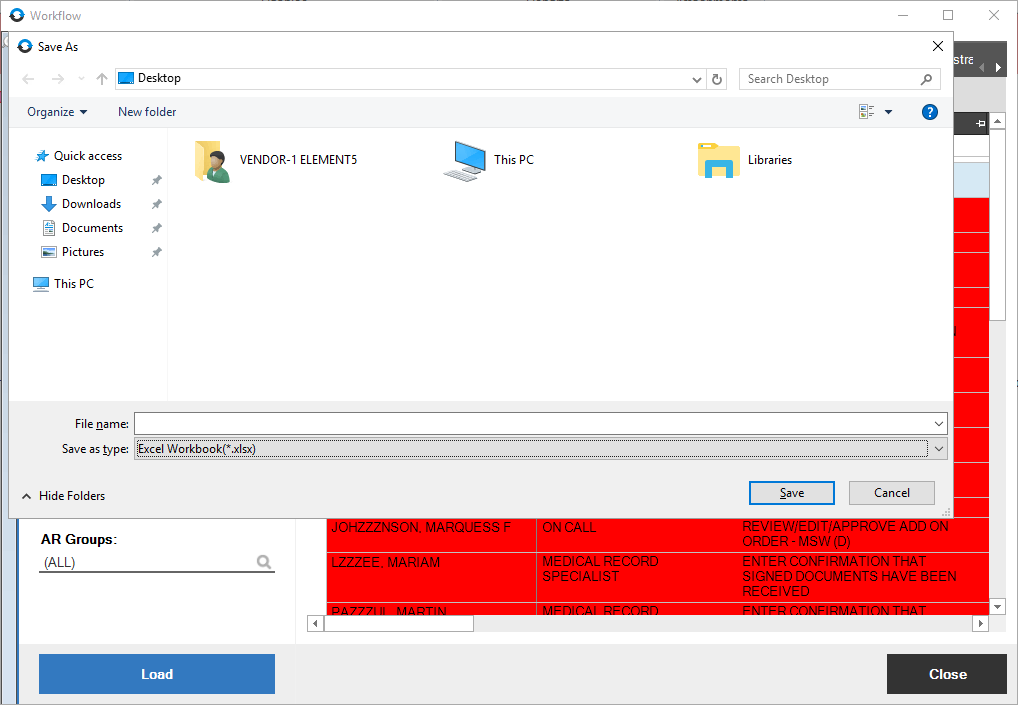 Workflow
Save As
stra
Desktop
Search Desktop
Organize
New folder
?
Quick access
Desktop
Downloads
Documents
Pictures
This PC
VENDOR-1 ELEMENT5
This PC
Libraries
File name:
Save as type: Excel Workbook(*.xlsx)
Hide Folders
Save
Cancel
AR Groups:
(ALL)
JOHZZZNSON, MARQUESS F
ON CALL
REVIEW/EDIT/APPROVE ADD ON
ORDER - MSW (D)
LZZZEE, MARIAM
MEDICAL RECORD
SPECIALIST
ENTER CONFIRMATION THAT
SIGNED DOCUMENTS HAVE BEEN
RECEIVED
PAZZZUL, MARTIN
MEDICAL RECORD
ENTER CONFIRMATION THAT
Load
Close